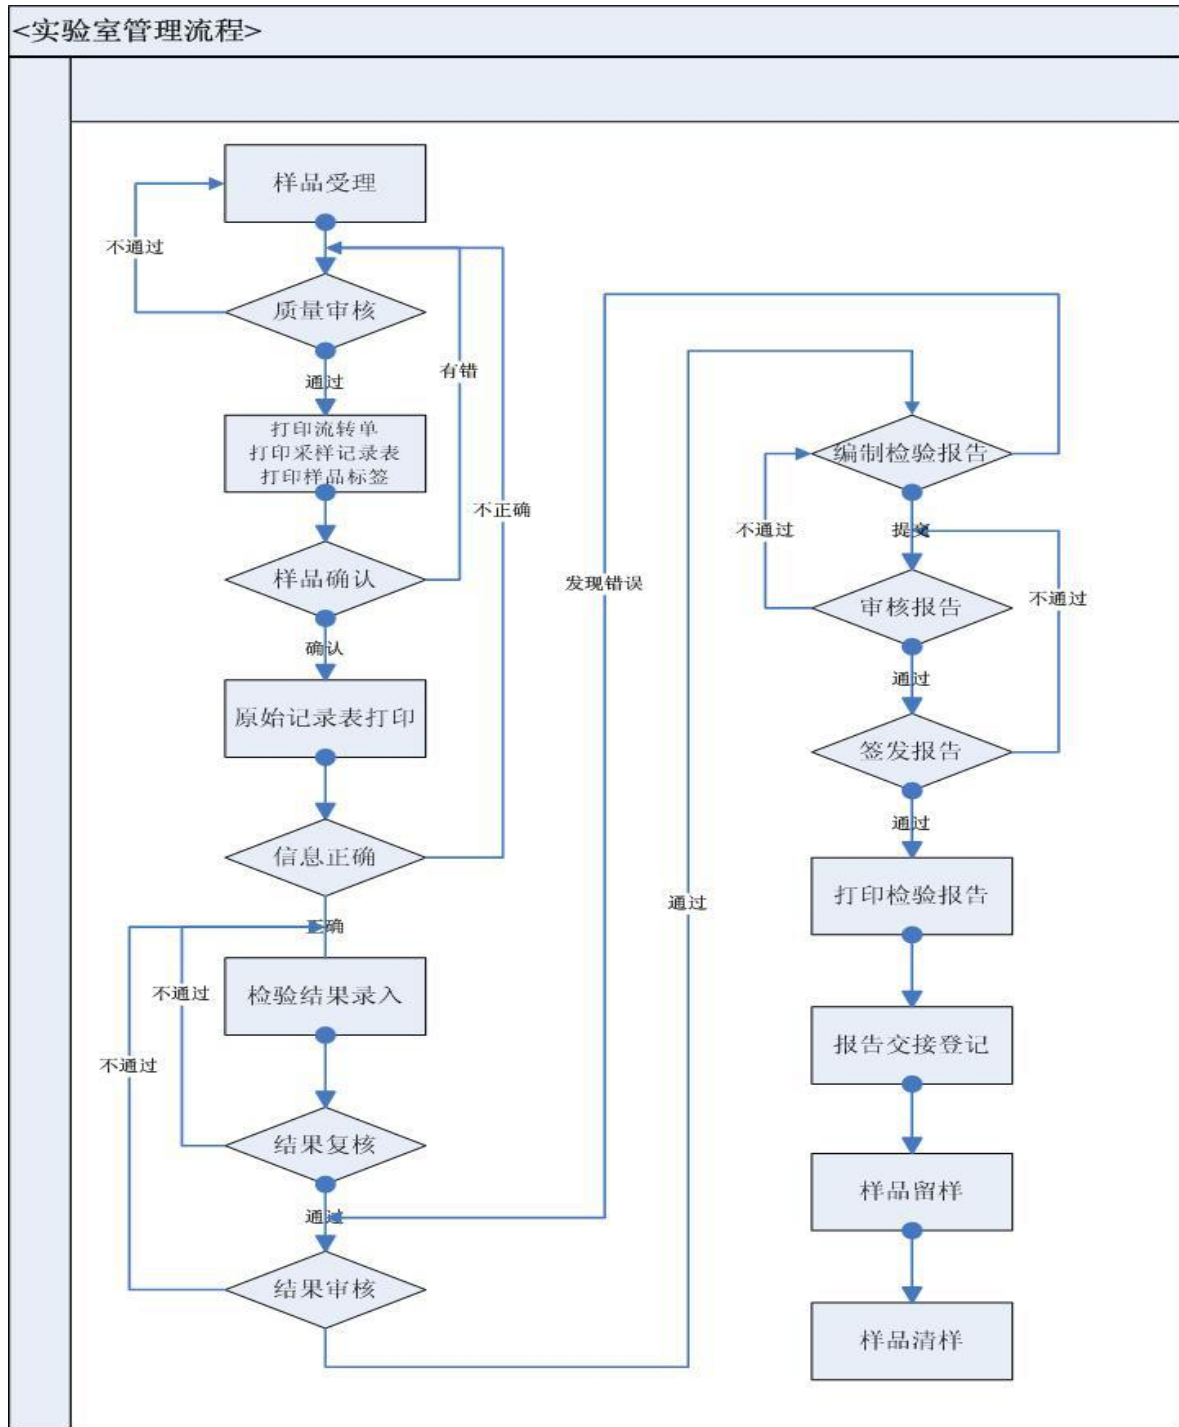 <实验室管理流程>
样品受理
不通过
质量审核
通过
有错
打印流转单
打印采样记录表
打印样品标签
不正确
样品确认
确认
原始记录表打印
信息正确
正确
检验结果录入
不通过
不通过
结果复核
通过
结果审核
发现错误
通过
编制检验报告
不通过
提交
审核报告
不通过
通过
签发报告
通过
打印检验报告
报告交接登记
样品留样
样品清样